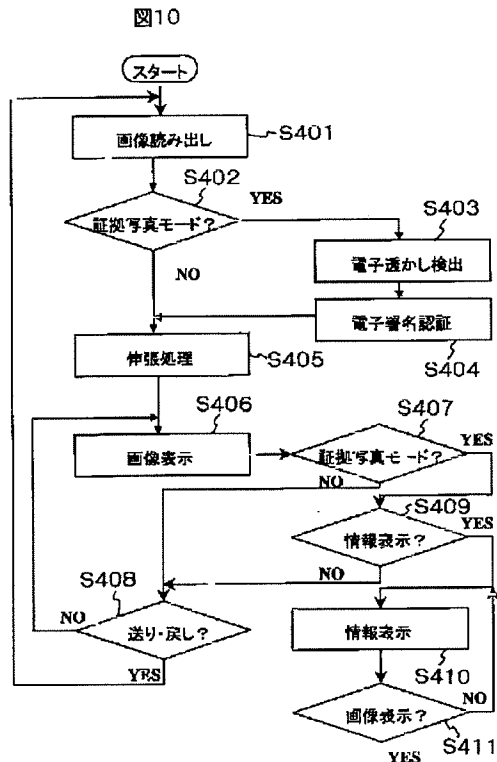 図10
スタート
画像読み出し
S401
S402
証拠写真モード?
YES
NO
S403
電子透かし検出
電子署名認証
S404
伸張処理
S405
S406
画像表示
S407
証拠写真モード?
YES
NO
S409
情報表示?
YES
NO
S408
送り・戻し?
NO
YES
情報表示
S410
画像表示?
NO
S411
YES